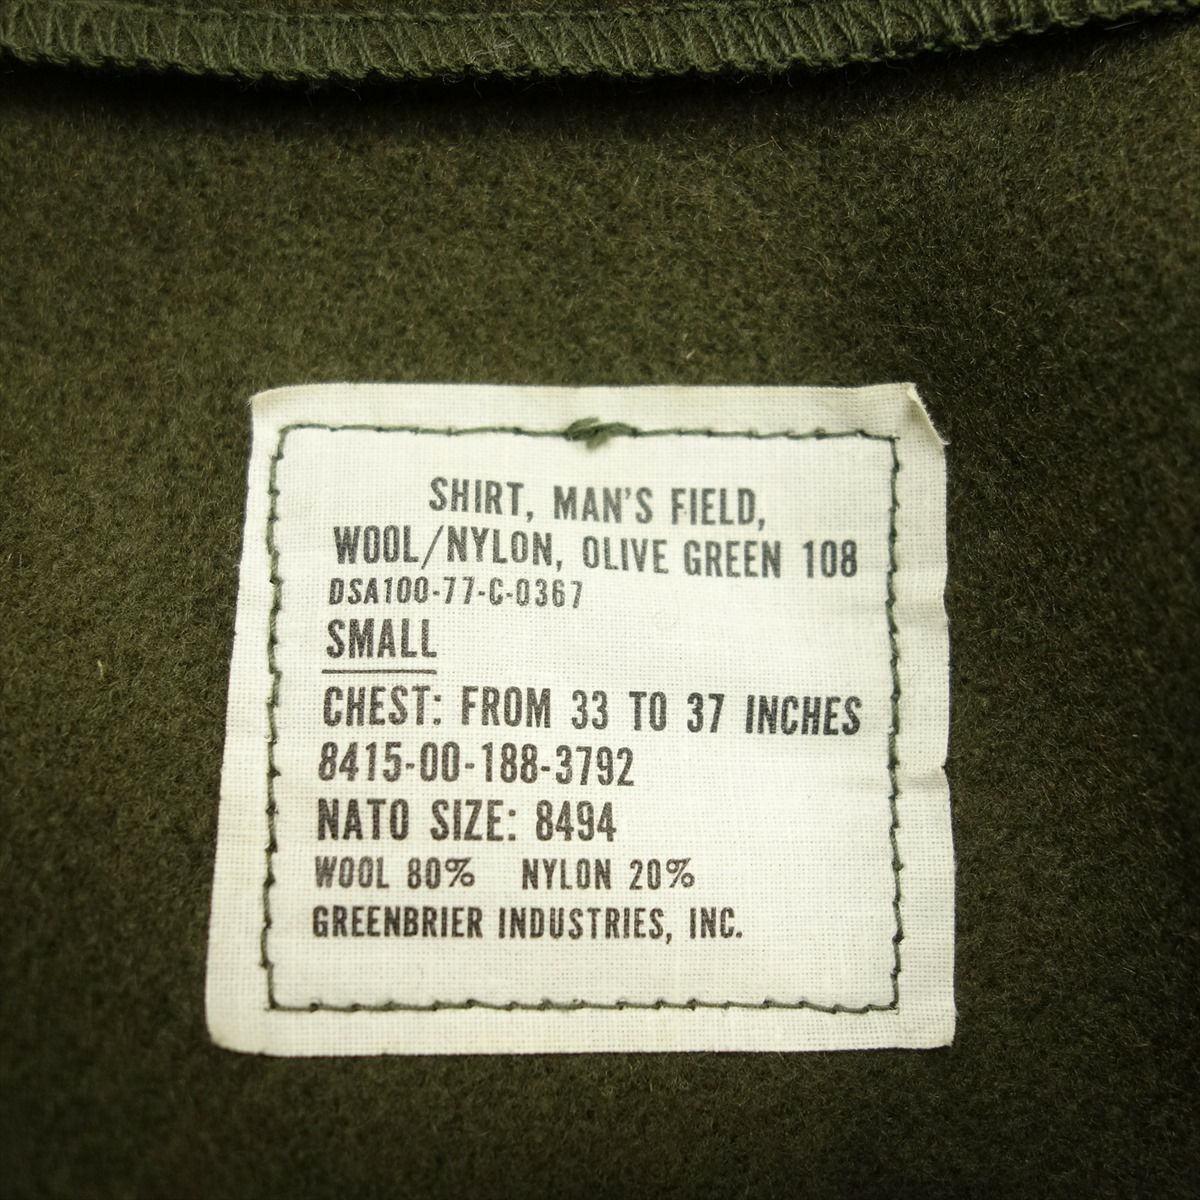 SHIRT, MAN'S FIELD,
WOOL/NYLON, OLIVE GREEN 108
DSA100-77-C-0367
SMALL
CHEST: FROM 33 TO 37 INCHES
8415-00-188-3792
NATO SIZE: 8494
WOOL 80% NYLON 20%
GREENBRIER INDUSTRIES, INC.